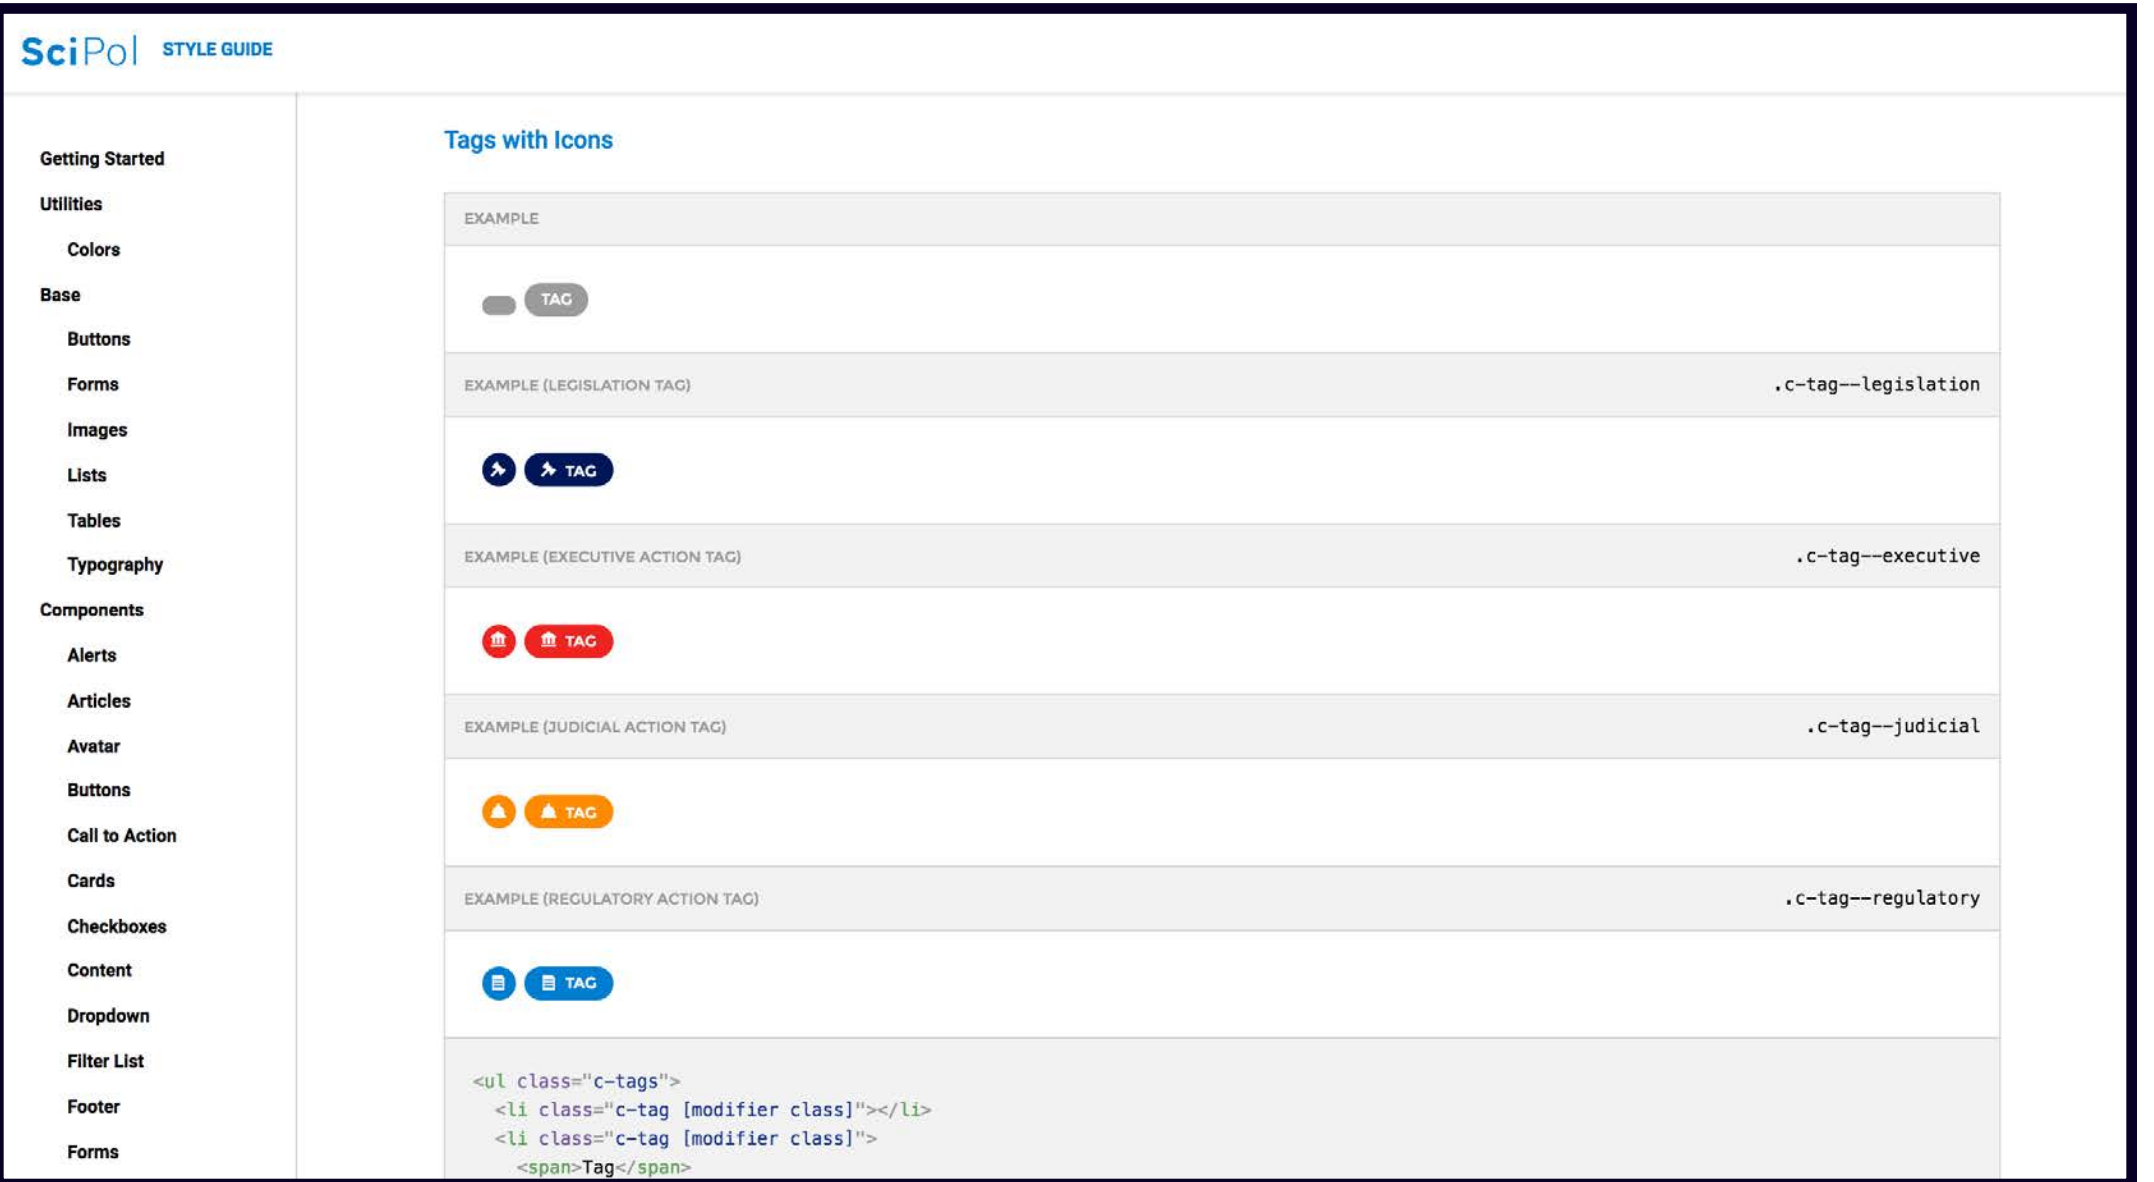 SciPol STYLE GUIDE
Getting Started
Utilities
Colors
Base
Buttons
Forms
Images
Lists
Tables
Typography
Components
Alerts
Articles
Avatar
Buttons
Call to Action
Cards
Checkboxes
Content
Dropdown
Filter List
Footer
Forms
Tags with Icons
EXAMPLE
TAG
EXAMPLE (LEGISLATION TAG) .c-tag--legislation
TAG
EXAMPLE (EXECUTIVE ACTION TAG) .c-tag--executive
TAG
EXAMPLE (JUDICIAL ACTION TAG) .c-tag--judicial
TAG
EXAMPLE (REGULATORY ACTION TAG) .c-tag--regulatory
TAG
<ul class="c-tags">
<li class="c-tag [modifier class]"></li>
<li class="c-tag [modifier class]">
<span>Tag</span>